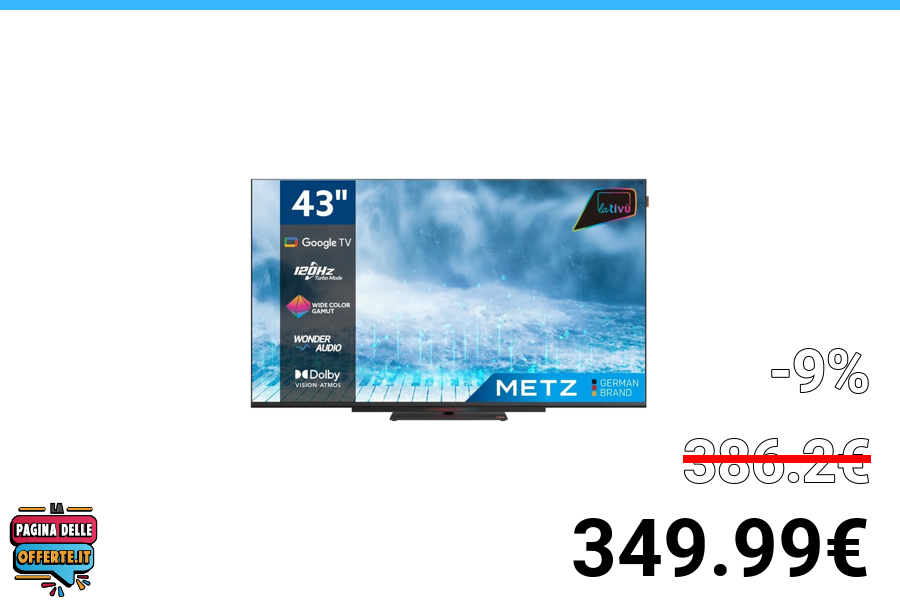 43"
Google TV
120Hz
Turbo Mode
WIDE COLOR
GAMUT
WONDER
AUDIO
Dolby
VISION·ATMOS
la tivù
METZ
GERMAN
BRAND
-9%
386.2€
349.99€
LA
PAGINA DELLE
OFFERTE.IT